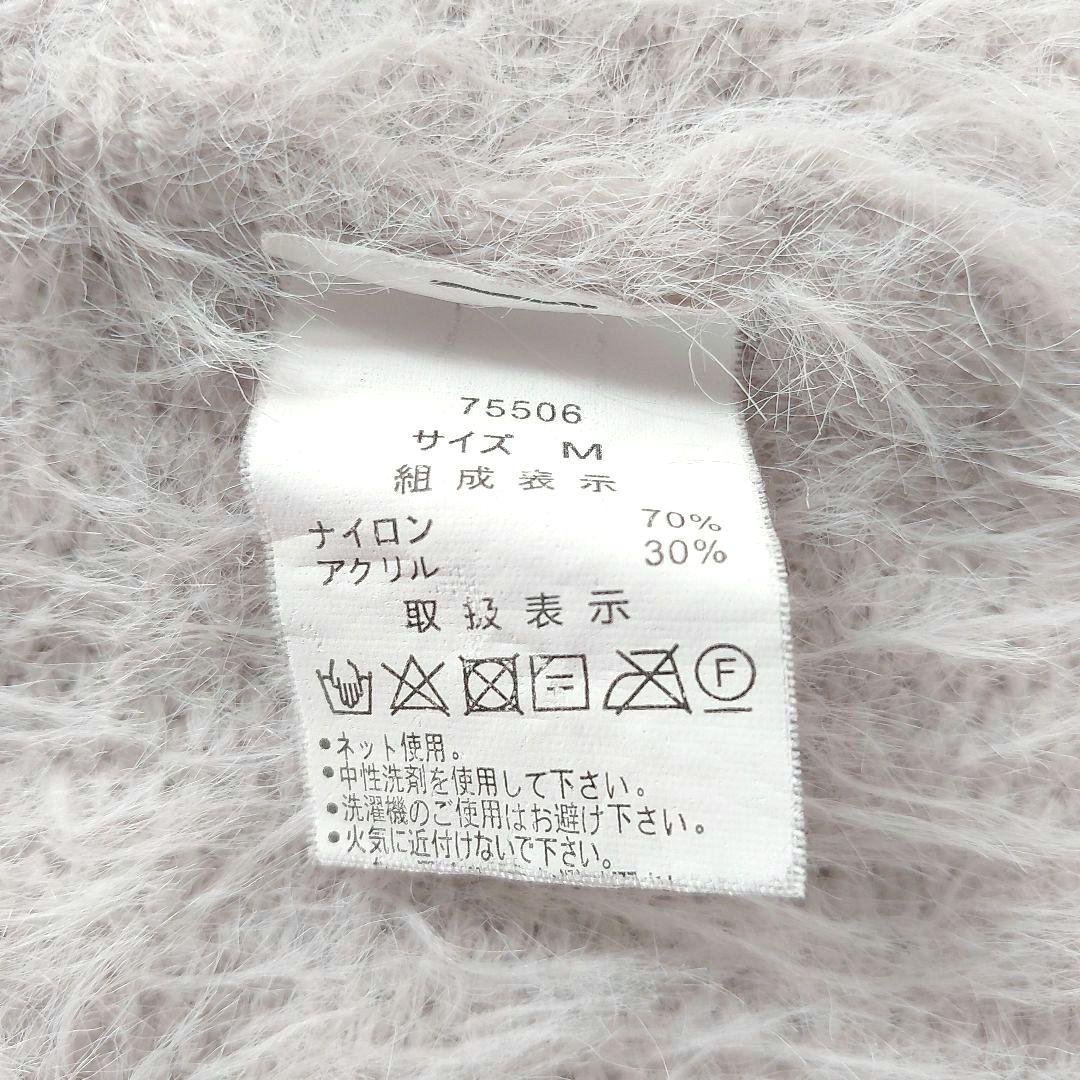 75506
サイズ M
組成表示
ナイロン 70%
アクリル 30%
取扱表示
F
•ネット使用。
•中性洗剤を使用して下さい。
•洗濯機のご使用はお避け下さい。
•火気に近付けないで下さい。